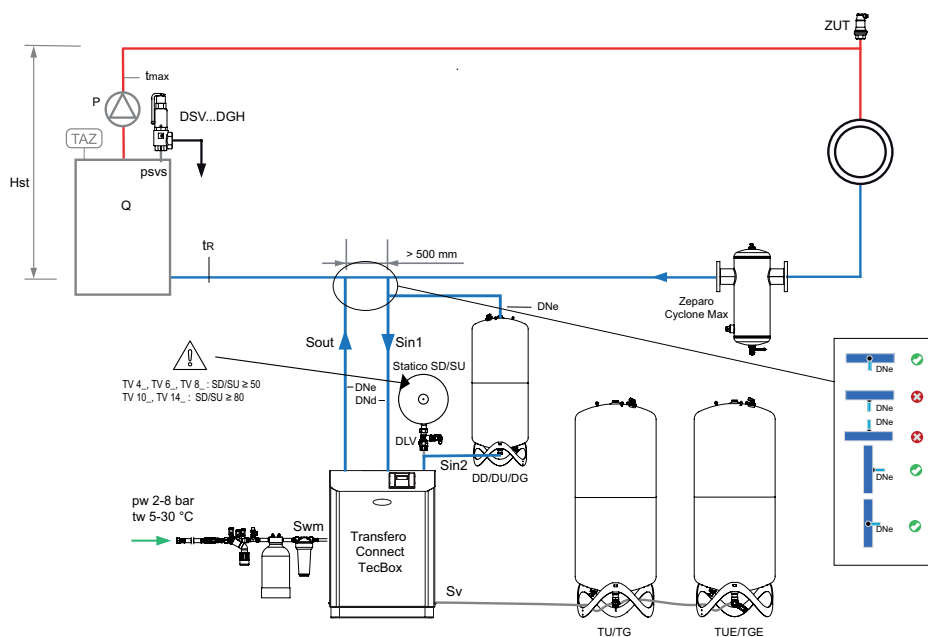 ZUT
tmax
P
DSV...DGH
TAZ
psvs
Hst
Q
tR
> 500 mm
DNe
Zeparo
Cyclone Max
Sout
Sin1
Statico SD/SU
TV 4_, TV 6_, TV 8_ : SD/SU ≥ 50
TV 10_, TV 14_ : SD/SU ≥ 80
DNe
DNd
DLV
Sin2
DD/DU/DG
DNe
DNe
DNe
DNe
DNe
pw 2-8 bar
tw 5-30 °C
Swm
Transfero
Connect
TecBox
Sv
TU/TG
TUE/TGE